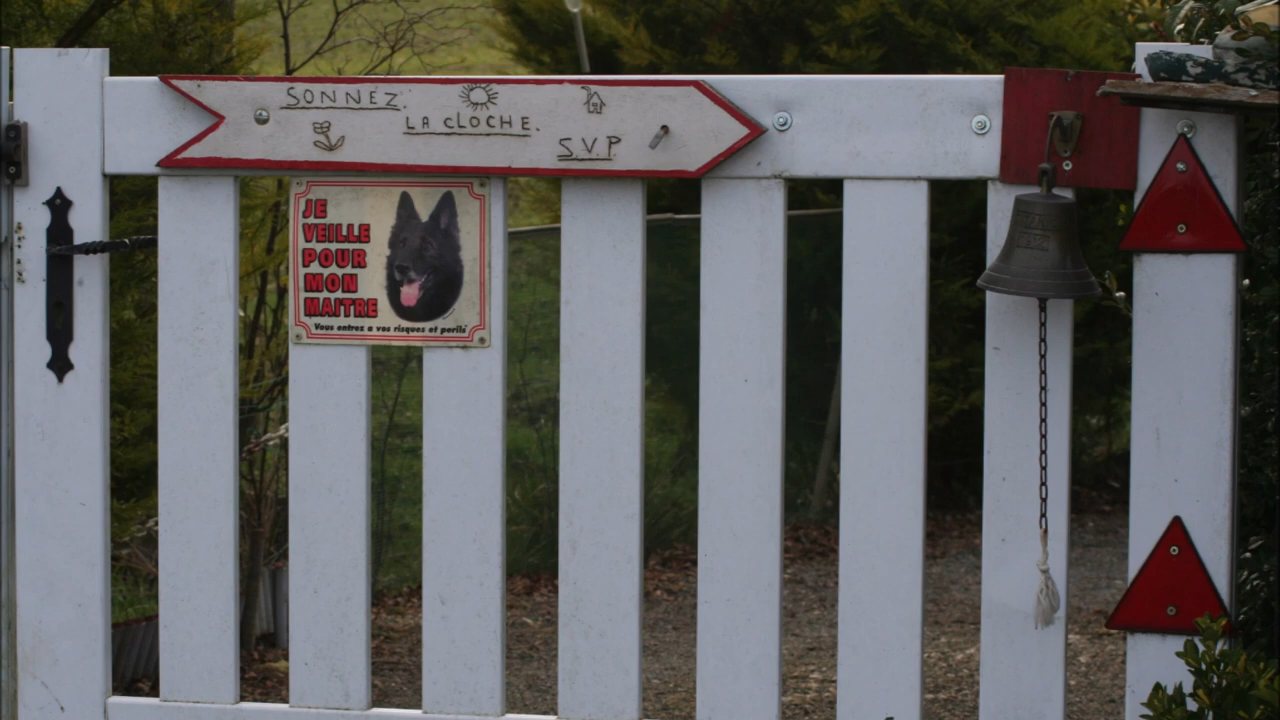 SONNEZ.
LA CLOCHE.
S.V.P
JE
VEILLE
POUR
MON
MAITRE
Vous entrez a vos risques et perils